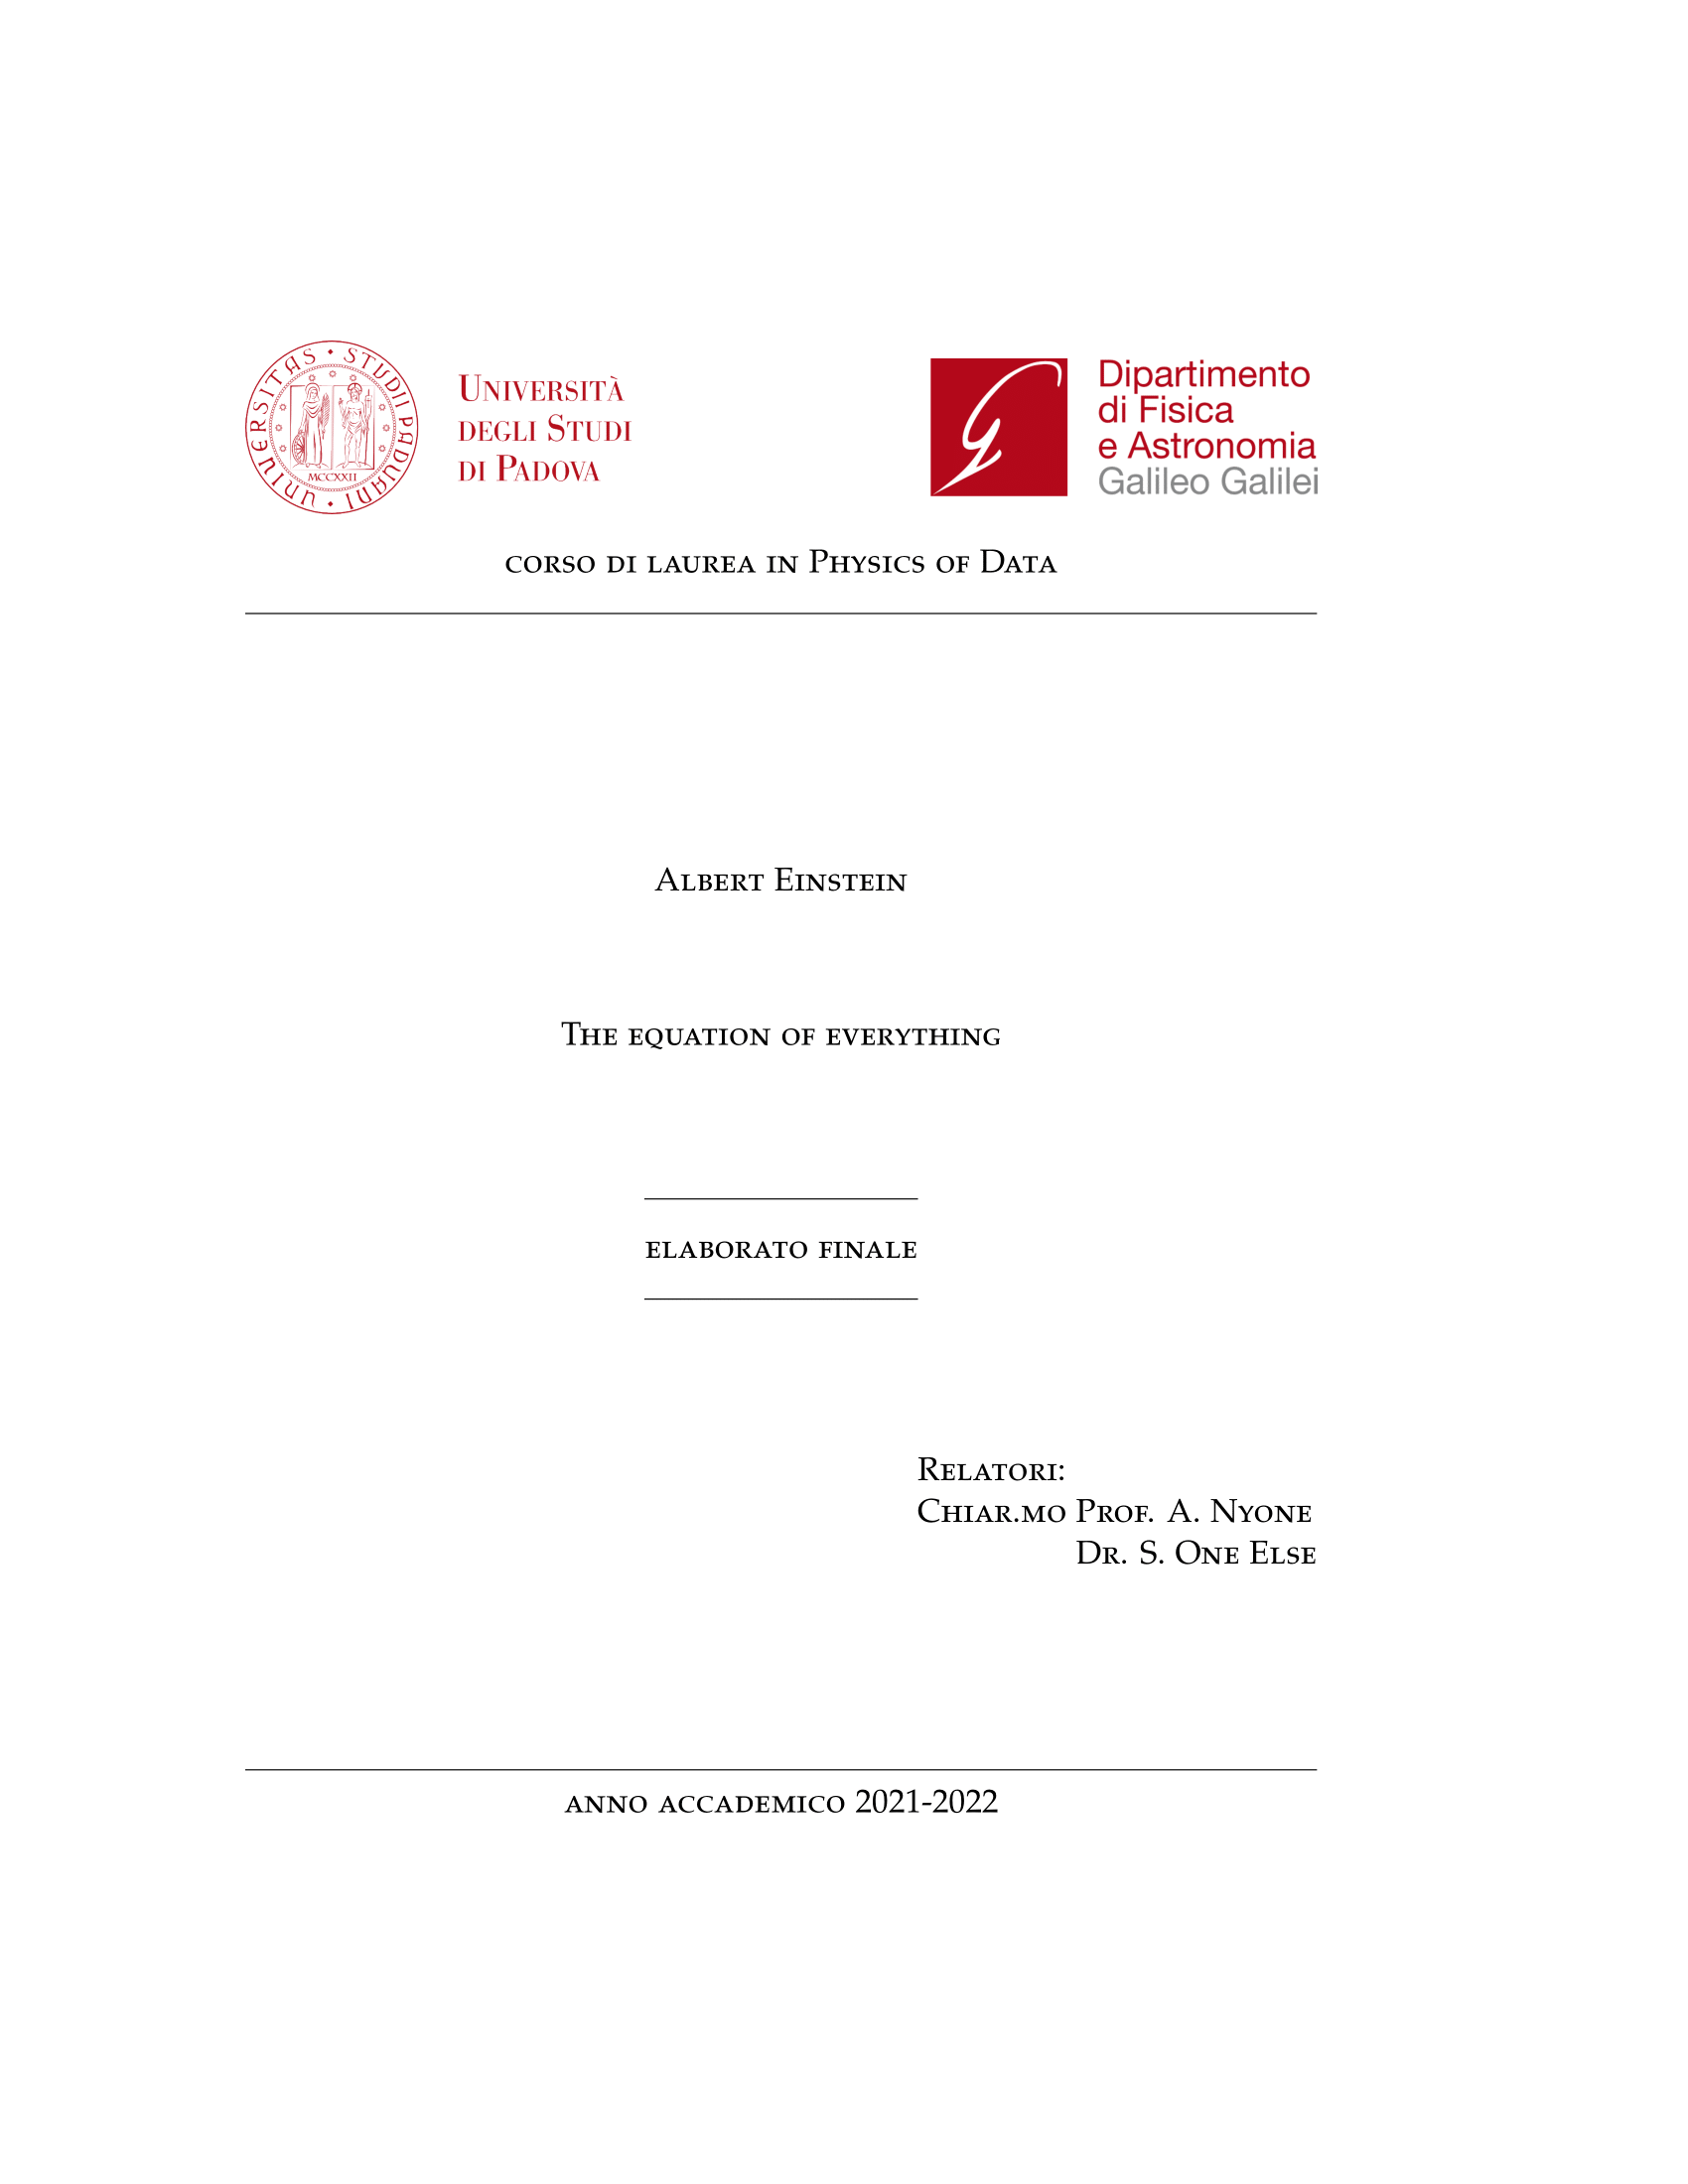 UNIVERSITAS · STUDII PADUANI ·
MCCXXII
Università
degli Studi
di Padova
Dipartimento
di Fisica
e Astronomia
Galileo Galilei
corso di laurea in Physics of Data
Albert Einstein
The equation of everything
elaborato finale
Relatori:
Chiar.mo Prof. A. Nyone
Dr. S. One Else
anno accademico 2021-2022